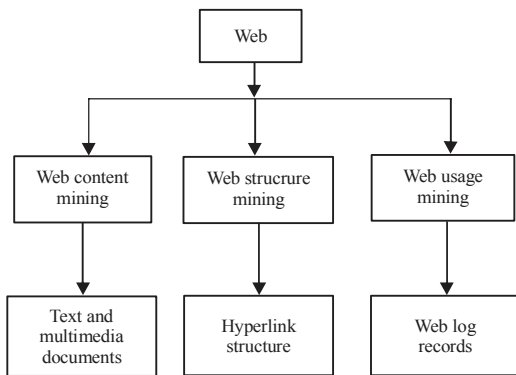 Web
Web content
mining
Web strucrure
mining
Web usage
mining
Text and
multimedia
documents
Hyperlink
structure
Web log
records